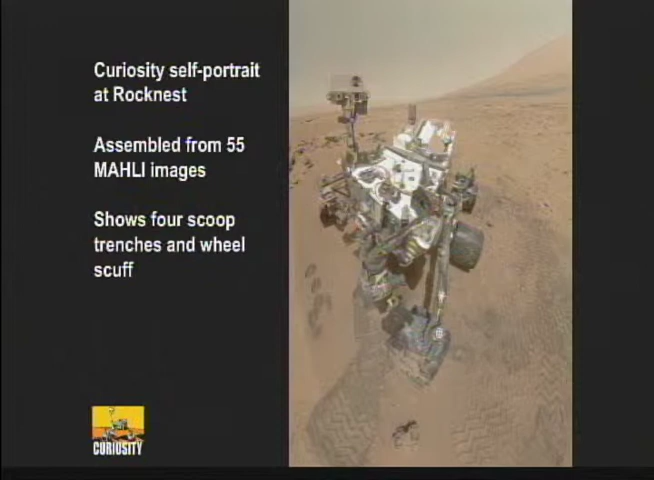 Curiosity self-portrait
at Rocknest
Assembled from 55
MAHLI images
Shows four scoop
trenches and wheel
scuff
CURIOSITY